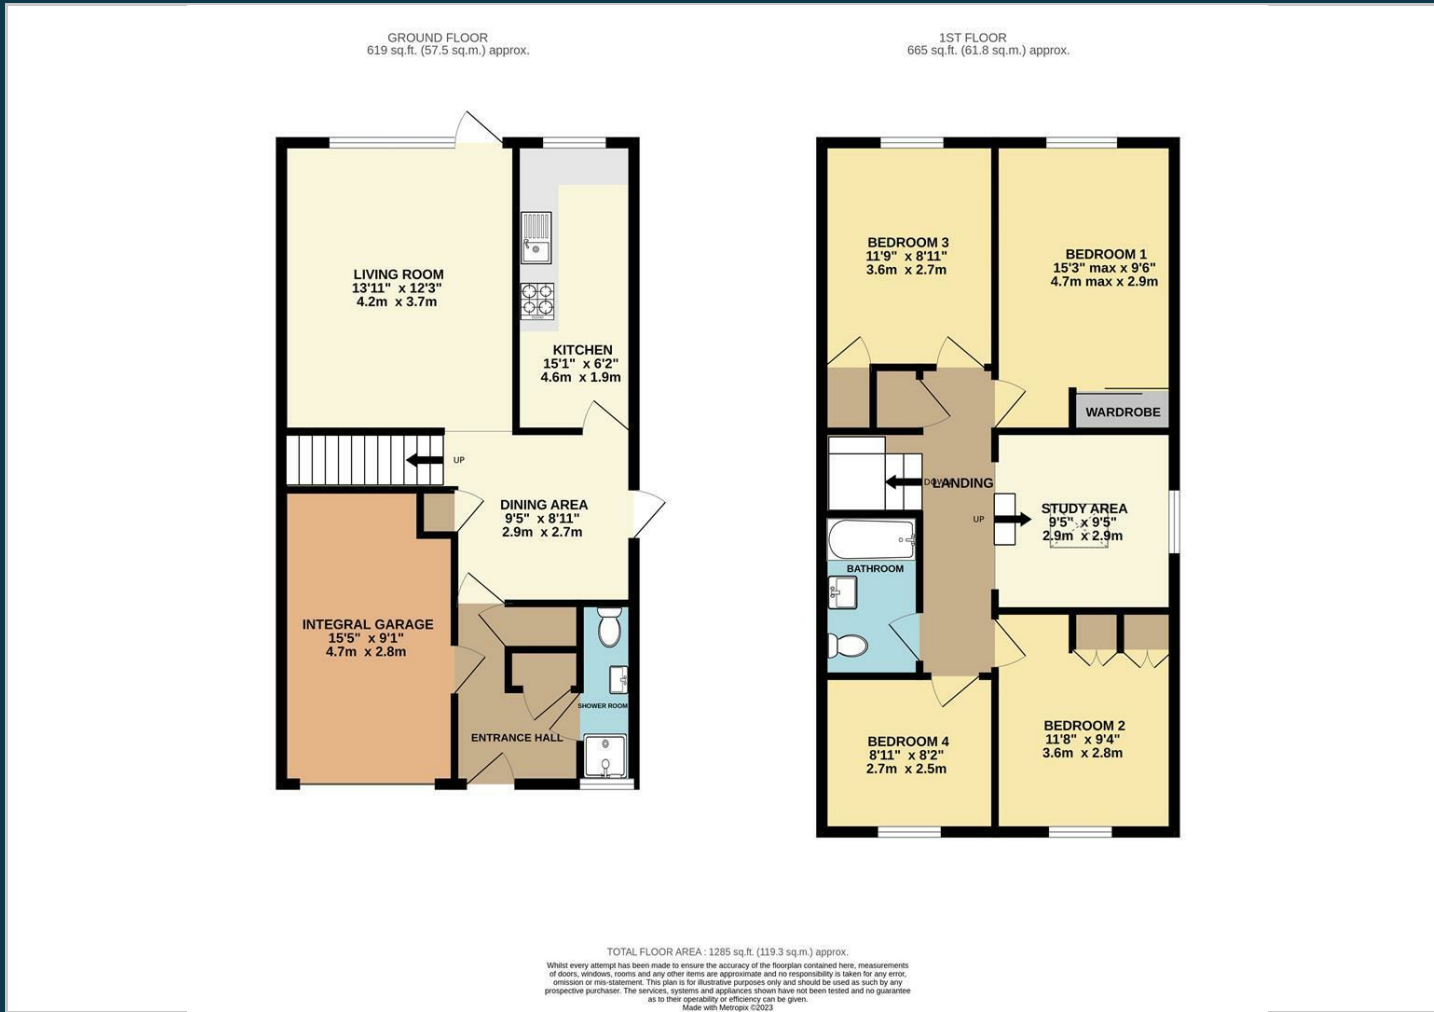 GROUND FLOOR
619 sq.ft. (57.5 sq.m.) approx.
1ST FLOOR
665 sq.ft. (61.8 sq.m.) approx.
LIVING ROOM
13'11" x 12'3"
4.2m x 3.7m
KITCHEN
15'1" x 6'2"
4.6m x 1.9m
UP
DINING AREA
9'5" x 8'11"
2.9m x 2.7m
INTEGRAL GARAGE
15'5" x 9'1"
4.7m x 2.8m
SHOWER ROOM
ENTRANCE HALL
BEDROOM 3
11'9" x 8'11"
3.6m x 2.7m
BEDROOM 1
15'3" max x 9'6"
4.7m max x 2.9m
WARDROBE
DOWN
LANDING
UP
STUDY AREA
9'5" x 9'5"
2.9m x 2.9m
BATHROOM
BEDROOM 4
8'11" x 8'2"
2.7m x 2.5m
BEDROOM 2
11'8" x 9'4"
3.6m x 2.8m
TOTAL FLOOR AREA : 1285 sq.ft. (119.3 sq.m.) approx.
Whilst every attempt has been made to ensure the accuracy of the floorplan contained here, measurements
of doors, windows, rooms and any other items are approximate and no responsibility is taken for any error,
omission or mis-statement. This plan is for illustrative purposes only and should be used as such by any
prospective purchaser. The services, systems and appliances shown have not been tested and no guarantee
as to their operability or efficiency can be given.
Made with Metropix ©2023